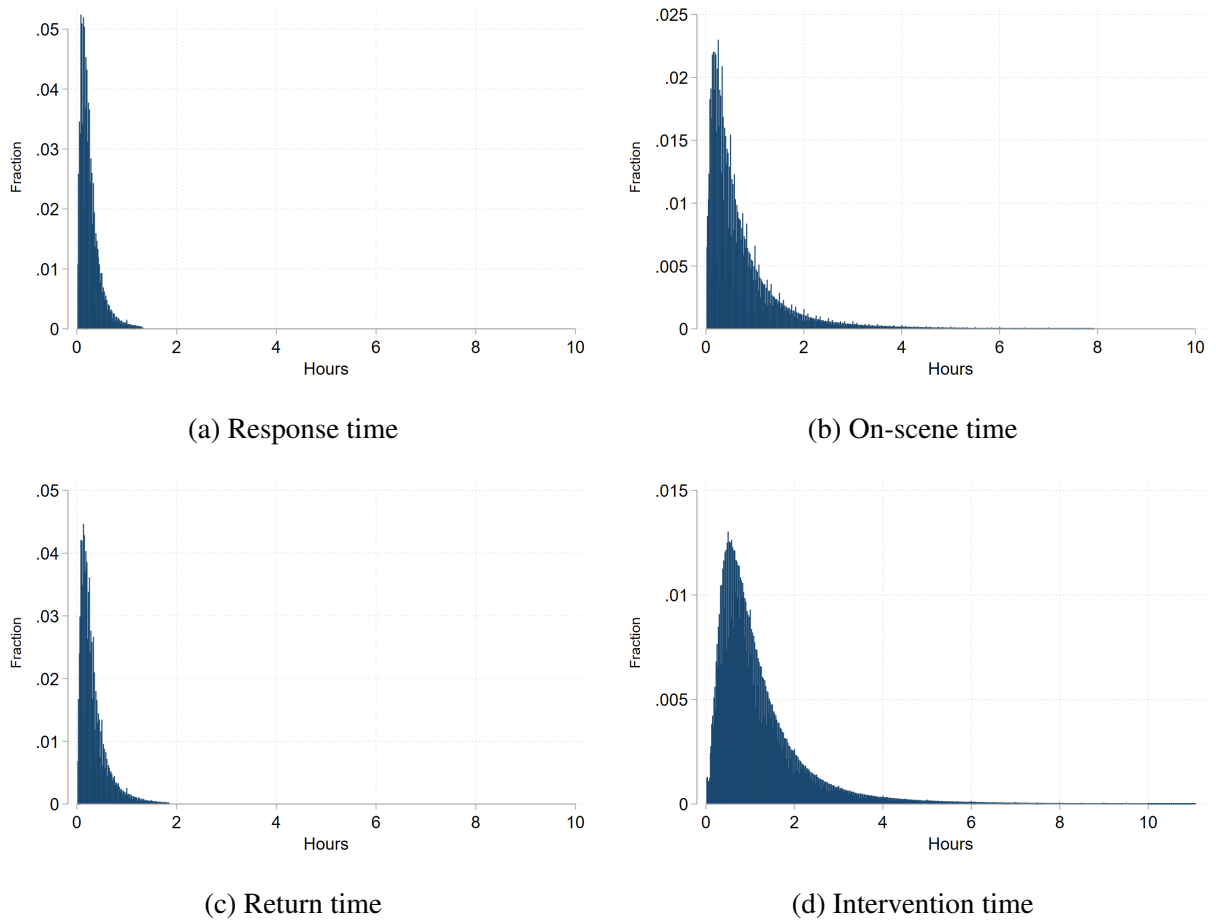 .05
.04
.03
.02
.01
0
Fraction
0 2 4 6 8 10
Hours
(a) Response time
.025
.02
.015
.01
.005
0
Fraction
0 2 4 6 8 10
Hours
(b) On-scene time
.05
.04
.03
.02
.01
0
Fraction
0 2 4 6 8 10
Hours
(c) Return time
.015
.01
.005
0
Fraction
0 2 4 6 8 10
Hours
(d) Intervention time